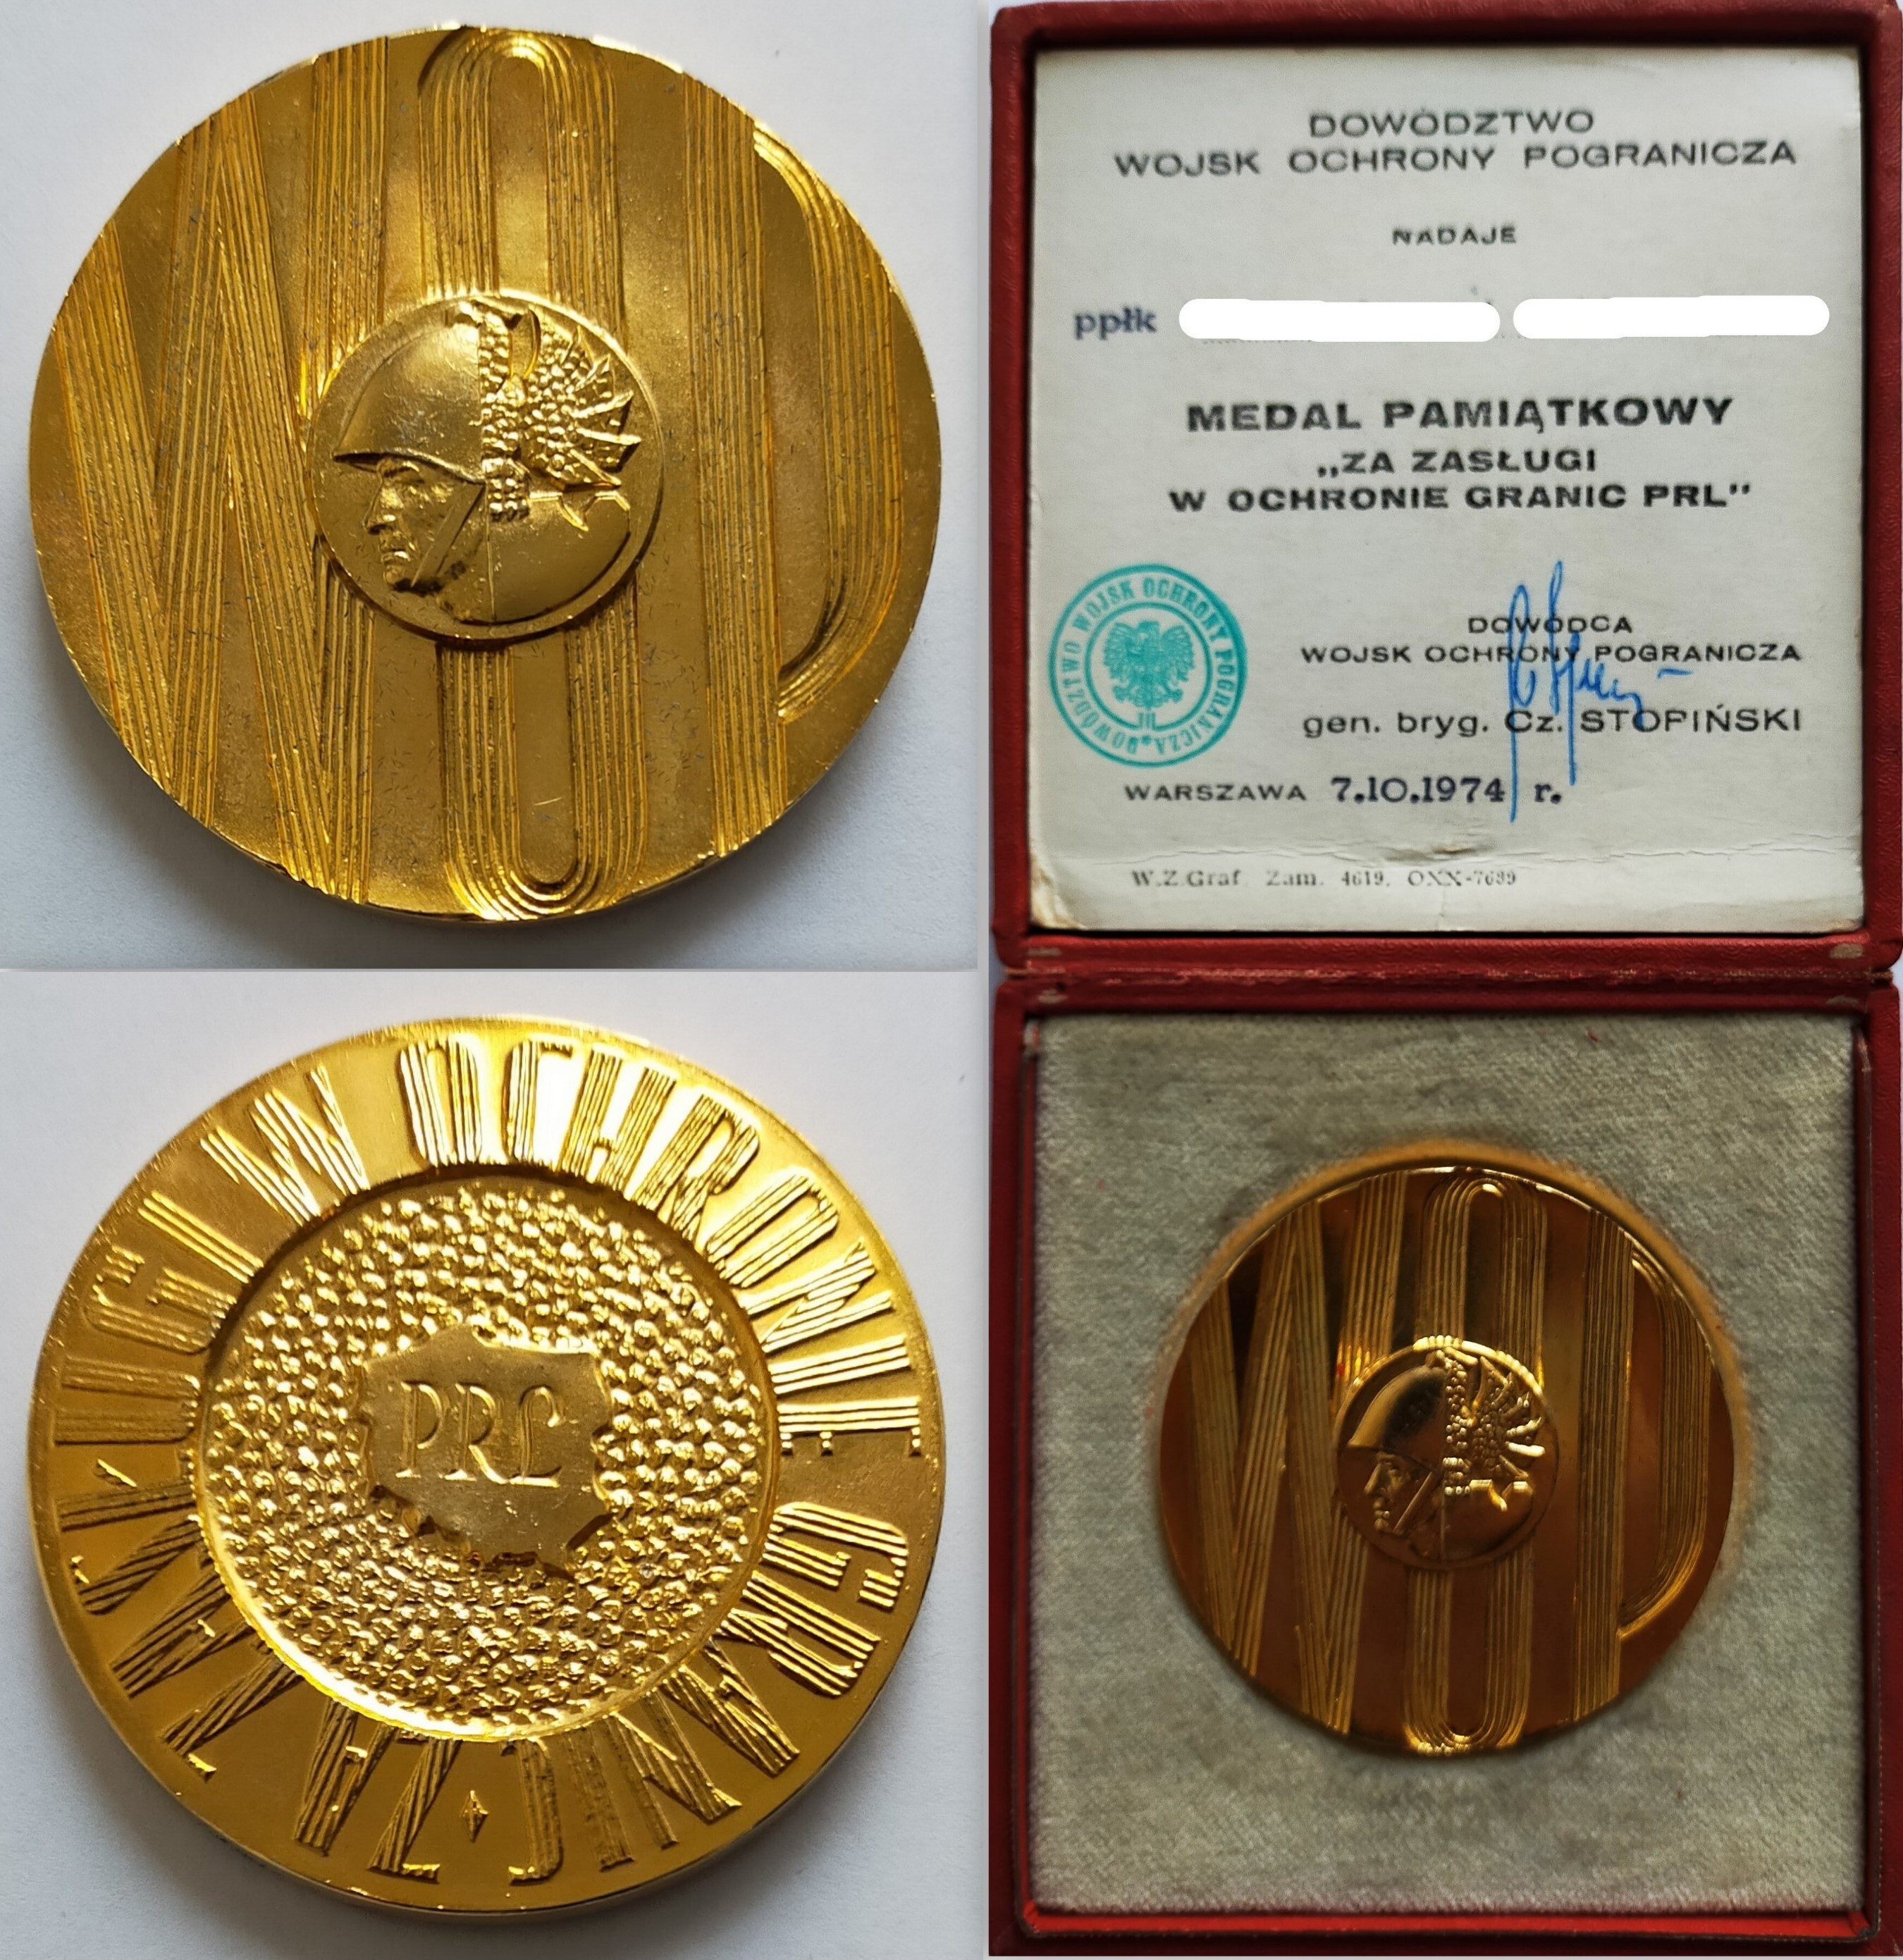 WOP
DOWÓDZTWO
WOJSK OCHRONY POGRANICZA
NADAJE
ppłk
MEDAL PAMIĄTKOWY
„ZA ZASŁUGI
W OCHRONIE GRANIC PRL"
DOWÓDZTWO WOJSK OCHRONY POGRANICZA *
DOWÓDCA
WOJSK OCHRONY POGRANICZA
gen. bryg. Cz. STOPIŃSKI
WARSZAWA 7.10.1974 r.
W.Z.Graf. Zam. 4619, OXX-7689
ZA ZASŁUGI W OCHRONIE GRANIC
PRL
WOP